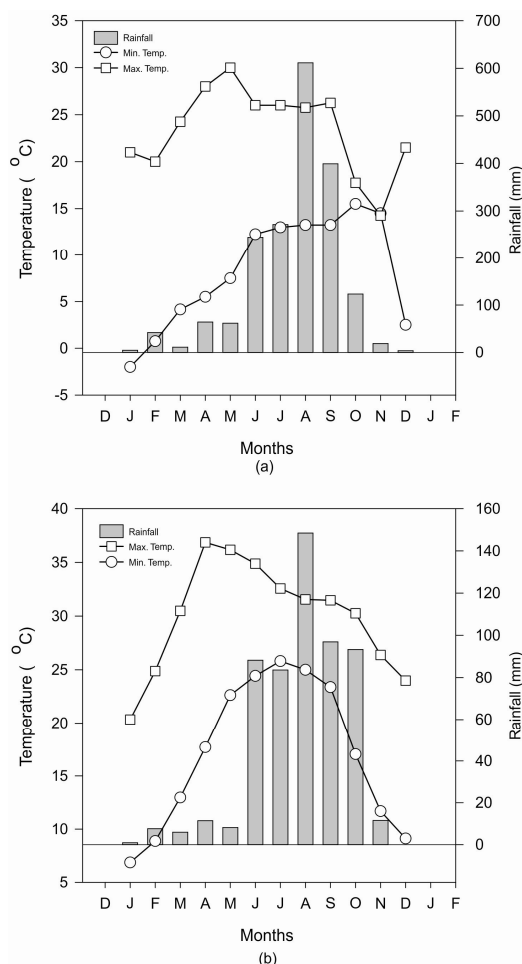 35
30
25
20
15
10
5
0
-5
Temperature ( °C)
Rainfall
Min. Temp.
Max. Temp.
700
600
500
400
300
200
100
0
Rainfall (mm)
D J F M A M J J A S O N D J F
Months
(a)
40
35
30
25
20
15
10
5
Temperature ( °C)
Rainfall
Max. Temp.
Min. Temp.
160
140
120
100
80
60
40
20
0
Rainfall (mm)
D J F M A M J J A S O N D J F
Months
(b)